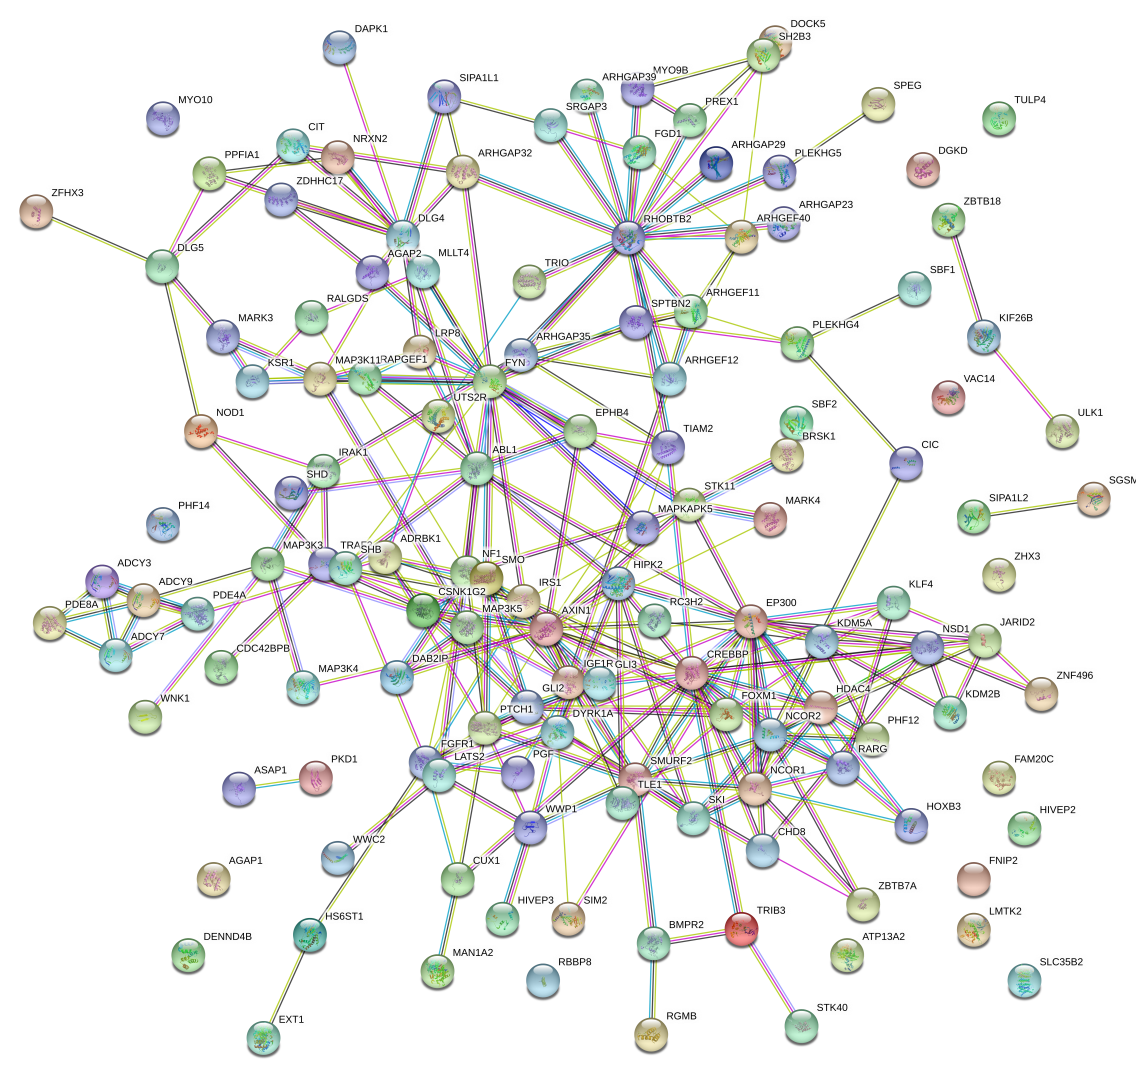 DAPK1
DOCK5
SH2B3
SIPA1L1
ARHGAP39
MYO9B
MYO10
SRGAP3
PREX1
SPEG
TULP4
CIT
NRXN2
PPFIA1
ARHGAP32
FGD1
ARHGAP29
PLEKHG5
DGKD
ZFHX3
ZDHHC17
DLG4
RHOBTB2
ARHGEF40
ARHGAP23
ZBTB18
DLG5
AGAP2
MLLT4
TRIO
SBF1
RALGDS
SPTBN2
ARHGEF11
MARK3
LRP8
ARHGAP35
PLEKHG4
KIF26B
KSR1
MAP3K11
RAPGEF1
FYN
ARHGEF12
VAC14
NOD1
UTS2R
EPHB4
TIAM2
SBF2
BRSK1
ULK1
IRAK1
ABL1
CIC
SHD
STK11
MAPKAPK5
MARK4
SIPA1L2
SGSM
PHF14
MAP3K3
SHB
ADRBK1
NF1
SMO
ADCY3
ADCY9
PDE4A
PDE8A
ADCY7
CSNK1G2
IRS1
HIPK2
MAP3K5
AXIN1
RC3H2
EP300
KLF4
ZHX3
KDM5A
NSD1
JARID2
CDC42BPB
MAP3K4
DAB2IP
IGF1R
GLI3
CREBBP
ZNF496
WNK1
GLI2
PTCH1
FOXM1
HDAC4
KDM2B
DYRK1A
NCOR2
PHF12
RARG
FGFR1
LATS2
PGF
SMURF2
NCOR1
ASAP1
PKD1
TLE1
SKI
FAM20C
WWC2
WWP1
CHD8
HOXB3
HIVEP2
AGAP1
CUX1
ZBTB7A
FNIP2
HS6ST1
HIVEP3
SIM2
BMPR2
TRIB3
LMTK2
DENND4B
MAN1A2
RBBP8
ATP13A2
SLC35B2
EXT1
RGMB
STK40